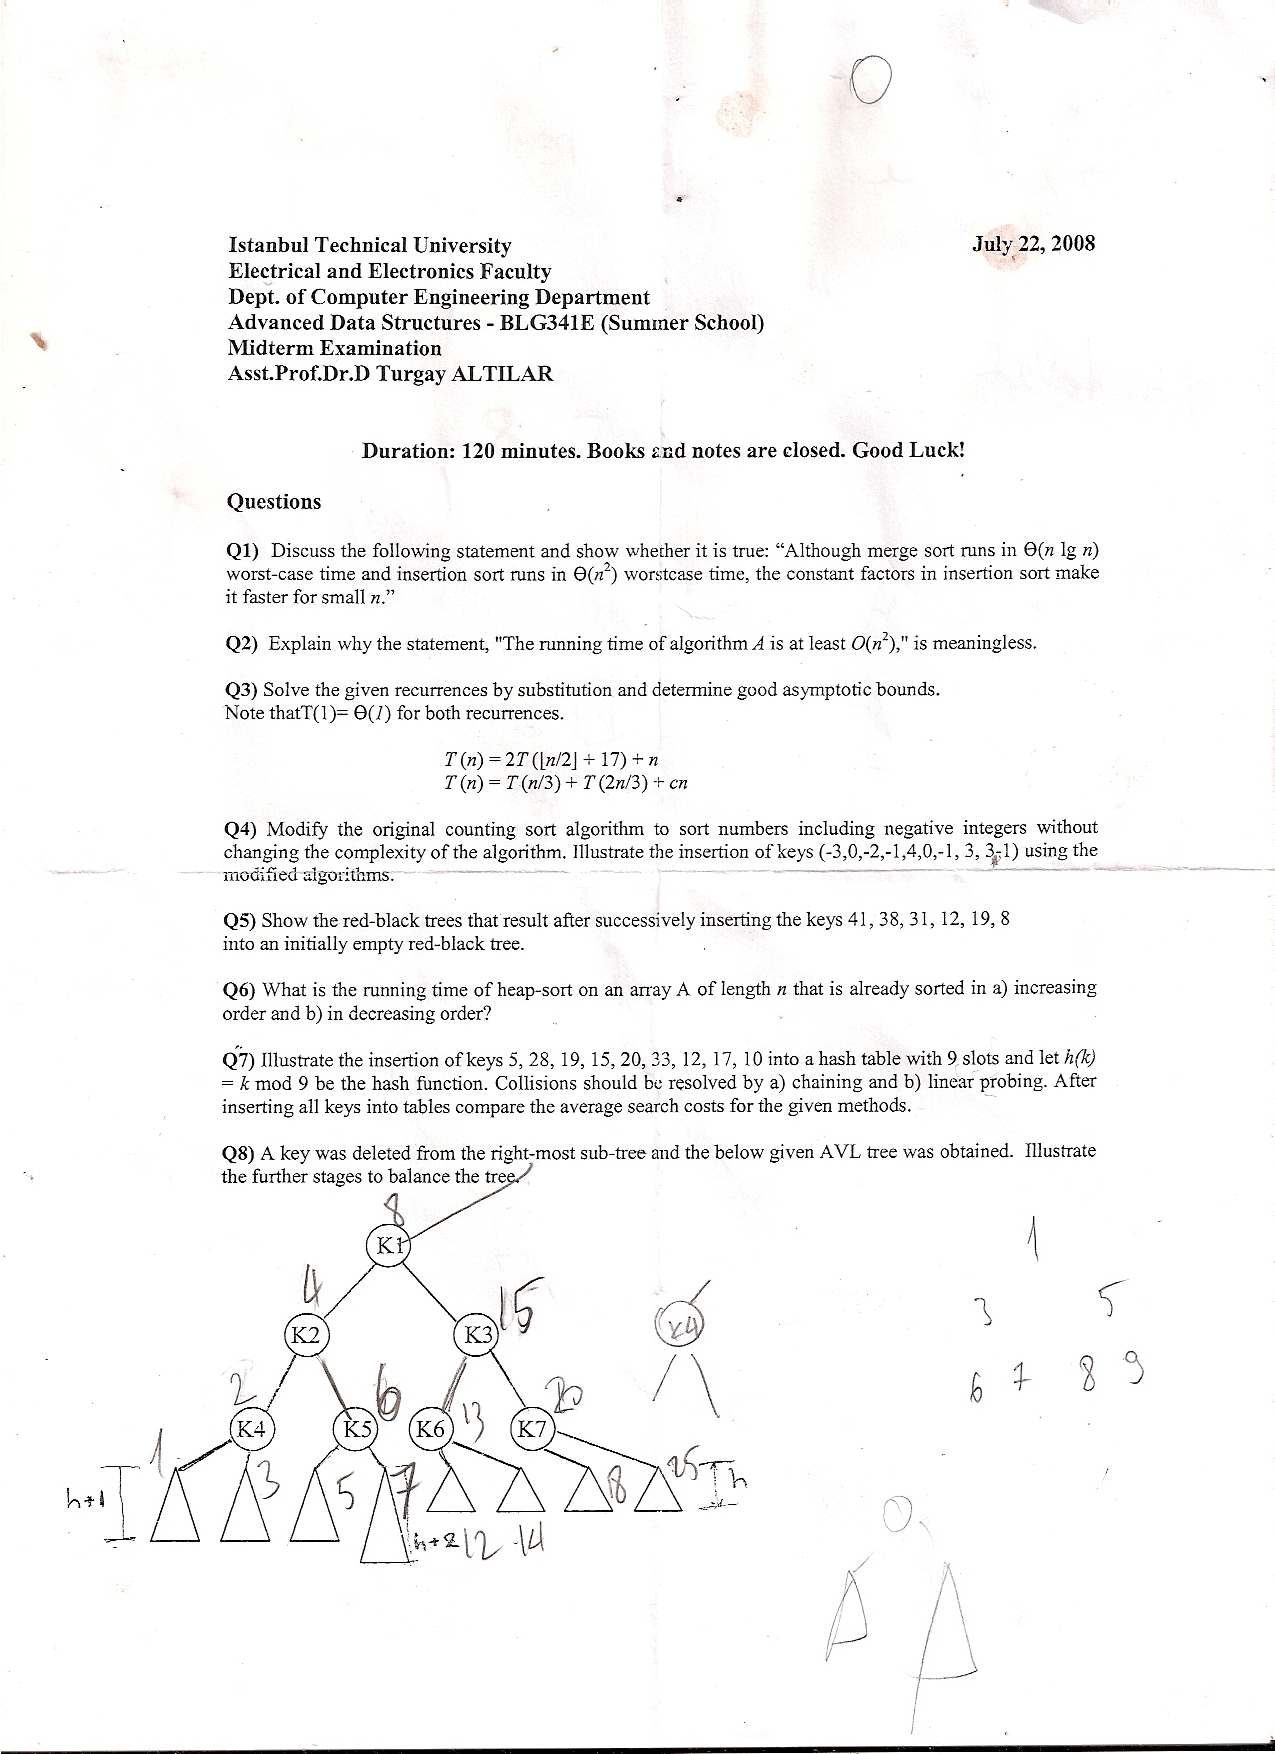 Istanbul Technical University July 22, 2008
Electrical and Electronics Faculty
Dept. of Computer Engineering Department
Advanced Data Structures - BLG341E (Summer School)
Midterm Examination
Asst.Prof.Dr.D Turgay ALTILAR
Duration: 120 minutes. Books and notes are closed. Good Luck!
Questions
Q1) Discuss the following statement and show whether it is true: “Although merge sort runs in Θ(n lg n)
worst-case time and insertion sort runs in Θ(n²) worstcase time, the constant factors in insertion sort make
it faster for small n.”
Q2) Explain why the statement, "The running time of algorithm A is at least O(n²)," is meaningless.
Q3) Solve the given recurrences by substitution and determine good asymptotic bounds.
Note thatT(1)= Θ(1) for both recurrences.
T (n) = 2T (⌊n/2⌋ + 17) + n
T (n) = T (n/3) + T (2n/3) + cn
Q4) Modify the original counting sort algorithm to sort numbers including negative integers without
changing the complexity of the algorithm. Illustrate the insertion of keys (-3,0,-2,-1,4,0,-1, 3, 3,-1) using the
modified algorithms.
Q5) Show the red-black trees that result after successively inserting the keys 41, 38, 31, 12, 19, 8
into an initially empty red-black tree.
Q6) What is the running time of heap-sort on an array A of length n that is already sorted in a) increasing
order and b) in decreasing order?
Q7) Illustrate the insertion of keys 5, 28, 19, 15, 20, 33, 12, 17, 10 into a hash table with 9 slots and let h(k)
= k mod 9 be the hash function. Collisions should be resolved by a) chaining and b) linear probing. After
inserting all keys into tables compare the average search costs for the given methods.
Q8) A key was deleted from the right-most sub-tree and the below given AVL tree was obtained. Illustrate
the further stages to balance the tree.
8
K1 1
4 15 3 5
K2 K3 K4
2 6 13 20 6 7 8 9
K4 K5 K6 K7
1 3 5 7 18 25 h
h+1
h+2 12 14